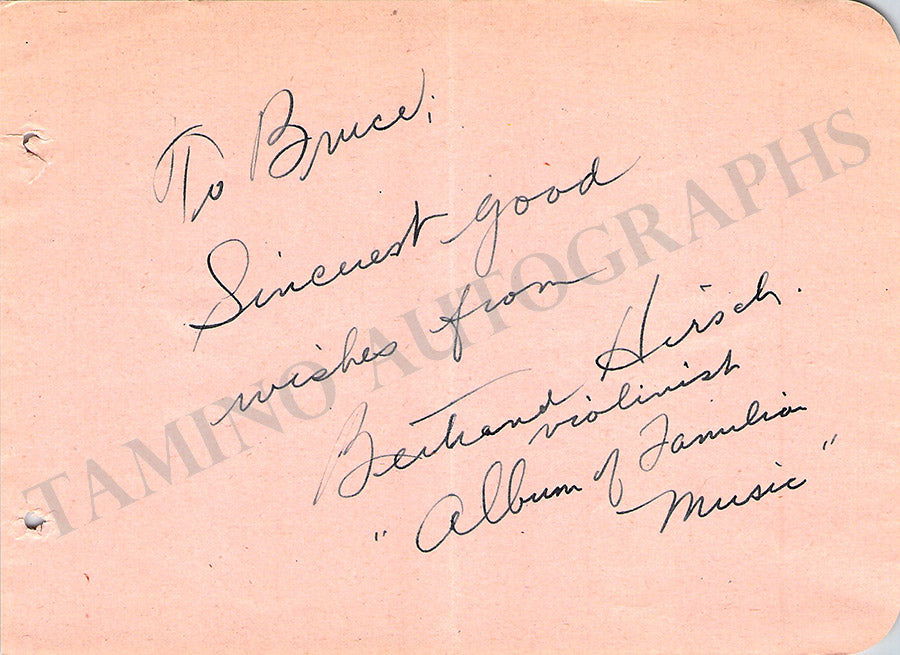 To Bruce;
Sincerest good
wishes from
Bertrand Hirsch.
violinist
"Album of Familiar
Music"
TAMINO AUTOGRAPHS